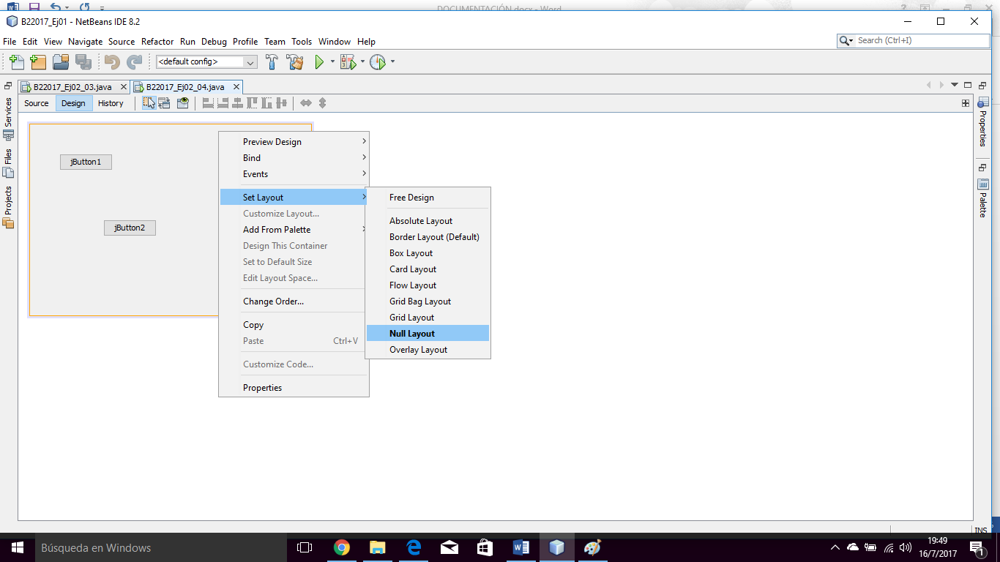 DOCUMENTACIÓN.docx - Word
B22017_Ej01 - NetBeans IDE 8.2
File Edit View Navigate Source Refactor Run Debug Profile Team Tools Window Help
Search (Ctrl+I)
<default config>
B22017_Ej02_03.java
B22017_Ej02_04.java
Source Design History
Services
Files
Projects
jButton1
jButton2
Preview Design
Bind
Events
Set Layout
Customize Layout...
Add From Palette
Design This Container
Set to Default Size
Edit Layout Space...
Change Order...
Copy
Paste Ctrl+V
Customize Code...
Properties
Free Design
Absolute Layout
Border Layout (Default)
Box Layout
Card Layout
Flow Layout
Grid Bag Layout
Grid Layout
Null Layout
Overlay Layout
Properties
Palette
INS
Búsqueda en Windows
19:49
16/7/2017
1